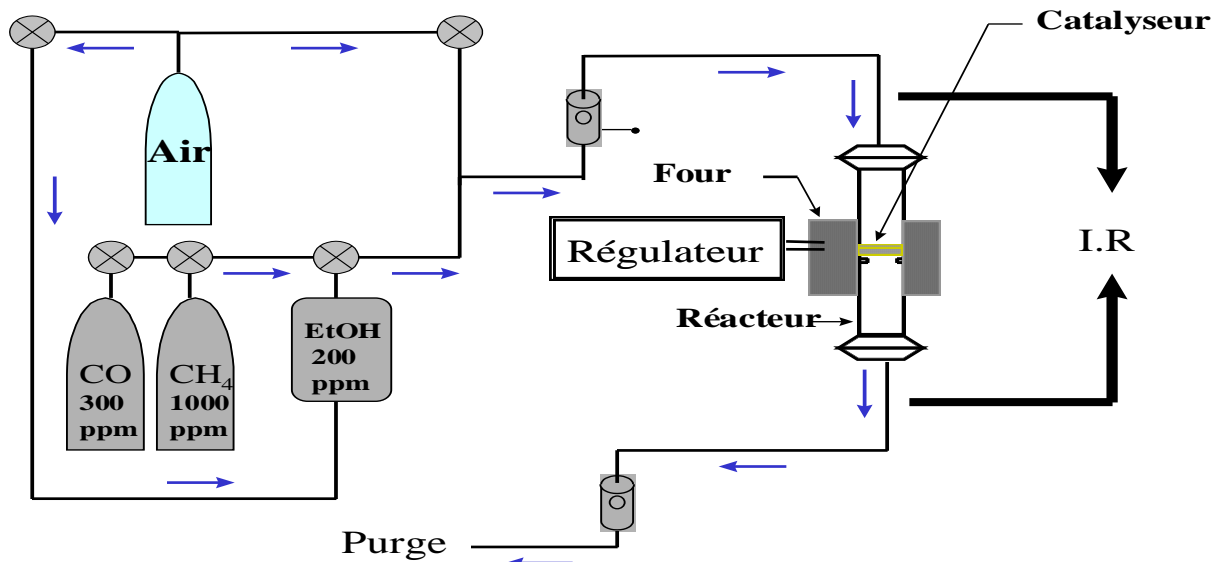 Catalyseur
Air
Four
Régulateur
I.R
Réacteur
EtOH
200
ppm
CO
300
ppm
CH₄
1000
ppm
Purge